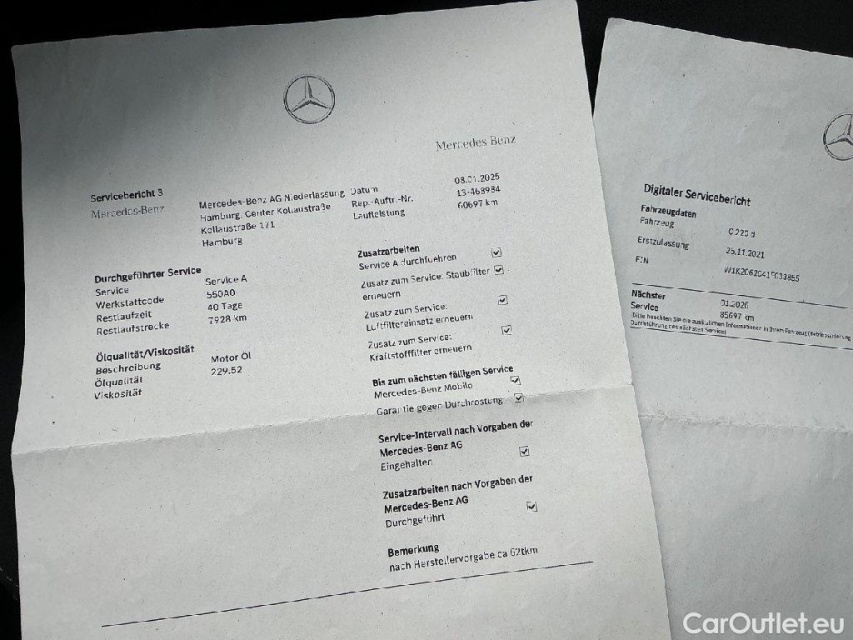 Mercedes Benz
Servicebericht 3
Mercedes-Benz
Mercedes-Benz AG Niederlassung
Hamburg, Center Kollaustraße
Kollaustraße 171
Hamburg
Datum 08.01.2025
Rep.-Auftr.-Nr.
Laufleistung 60697 km
Durchgeführter Service
Service Service A
Werkstattcode
Restlaufzeit 40 Tage
Restlaufstrecke 7928 km
Ölqualität/Viskosität
Beschreibung Motor Öl
Ölqualität 229.52
Viskosität
Zusatzarbeiten
Service A durchfuehren
Zusatz zum Service: Staubfilter
erneuern
Zusatz zum Service:
Luftfiltereinsatz erneuern
Zusatz zum Service:
Kraftstofffilter erneuern
Bis zum nächsten fälligen Service
Mercedes-Benz Mobilo
Garantie gegen Durchrostung
Service-Intervall nach Vorgaben der
Mercedes-Benz AG
Eingehalten
Zusatzarbeiten nach Vorgaben der
Mercedes-Benz AG
Durchgeführt
Bemerkung
nach Herstellervorgabe ca 62tkm
Digitaler Servicebericht
Fahrzeugdaten
Fahrzeug C 220 d
Erstzulassung 25.11.2021
FIN
Nächster
Service 01.2026
85697 km
CarOutlet.eu